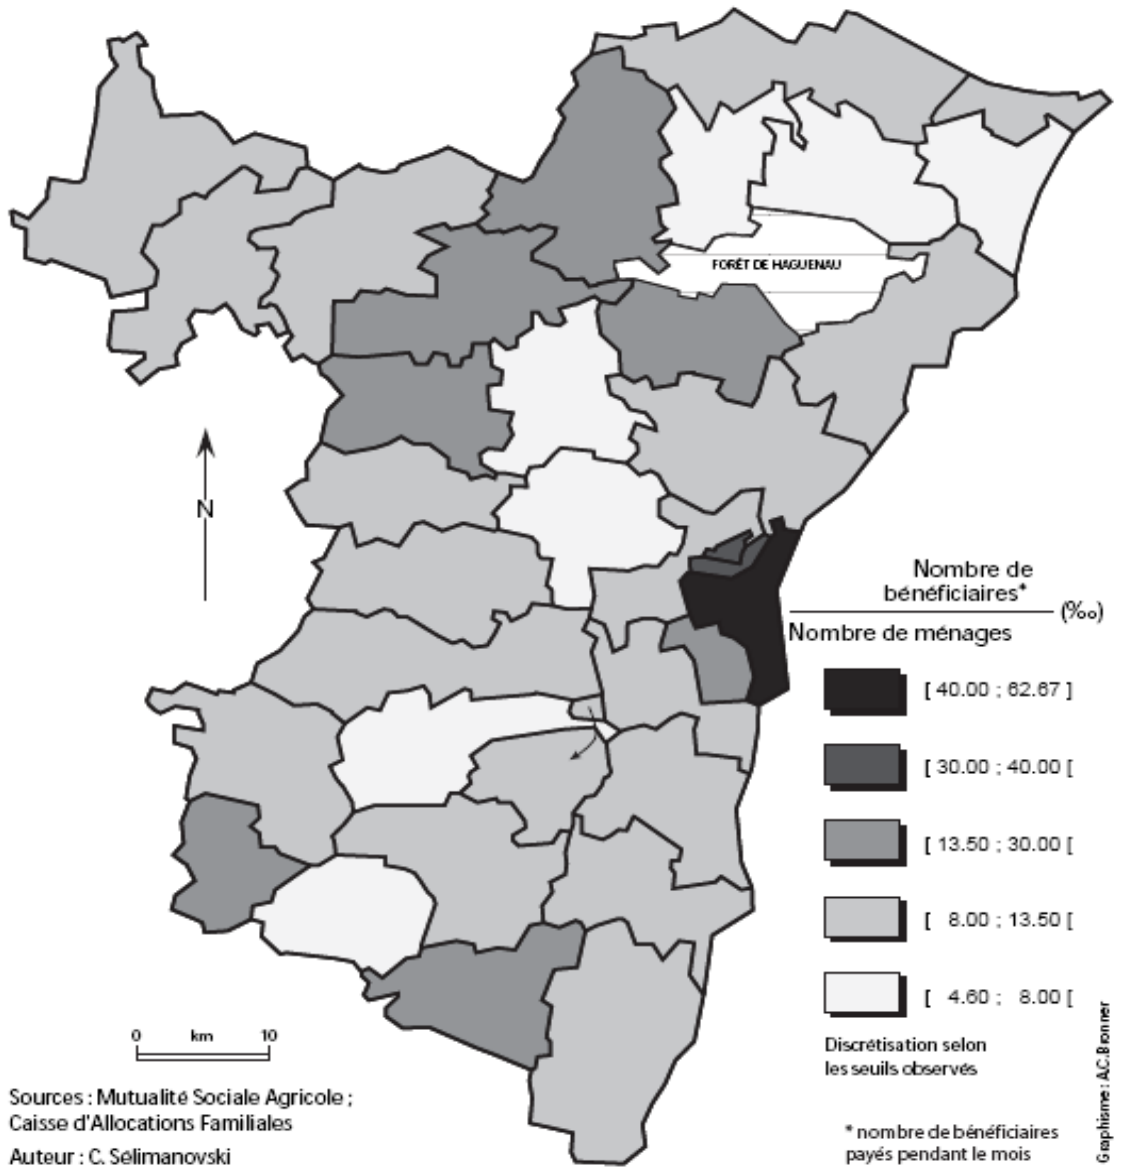 FORÊT DE HAGUENAU
N
Nombre de
bénéficiaires*
(‰)
Nombre de ménages
[ 40.00 ; 62.67 ]
[ 30.00 ; 40.00 [
[ 13.50 ; 30.00 [
[ 8.00 ; 13.50 [
[ 4.60 ; 8.00 [
Discrétisation selon
les seuils observés
* nombre de bénéficiaires
payés pendant le mois
Graphisme : A.C.Bronner
0 km 10
Sources : Mutualité Sociale Agricole ;
Caisse d'Allocations Familiales
Auteur : C. Sélimanovski